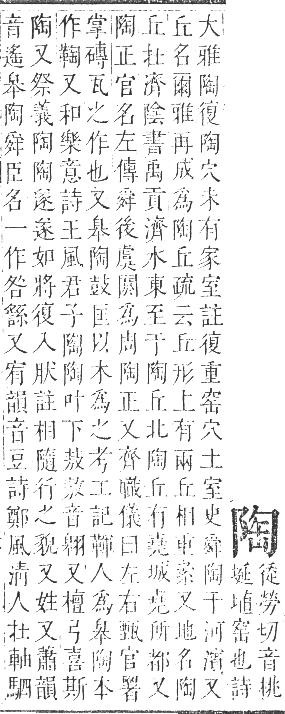 陶
徒勞切音桃
埏埴窰也詩
大雅陶復陶穴未有家室註復重窑穴土室史舜陶于河濱又
丘名爾雅再成為陶丘疏云丘形上有兩丘相重累又地名陶
丘在濟陰書禹貢濟水東至于陶丘北陶丘有堯城堯所都又
陶正官名左傳舜後虞閼為周陶正又齊職儀曰左右甄官署
掌磚瓦之作也又皋陶鼓匡以木為之考工記韗人為皋陶本
作鞠又和樂意詩王風君子陶陶叶下敖敖音翱又檀弓喜斯
陶又祭義陶陶遂遂如將復入狀註相隨行之貌又姓又蕭韻
音遙皋陶舜臣名一作咎繇又宥韻音豆詩鄭風清人在軸駟